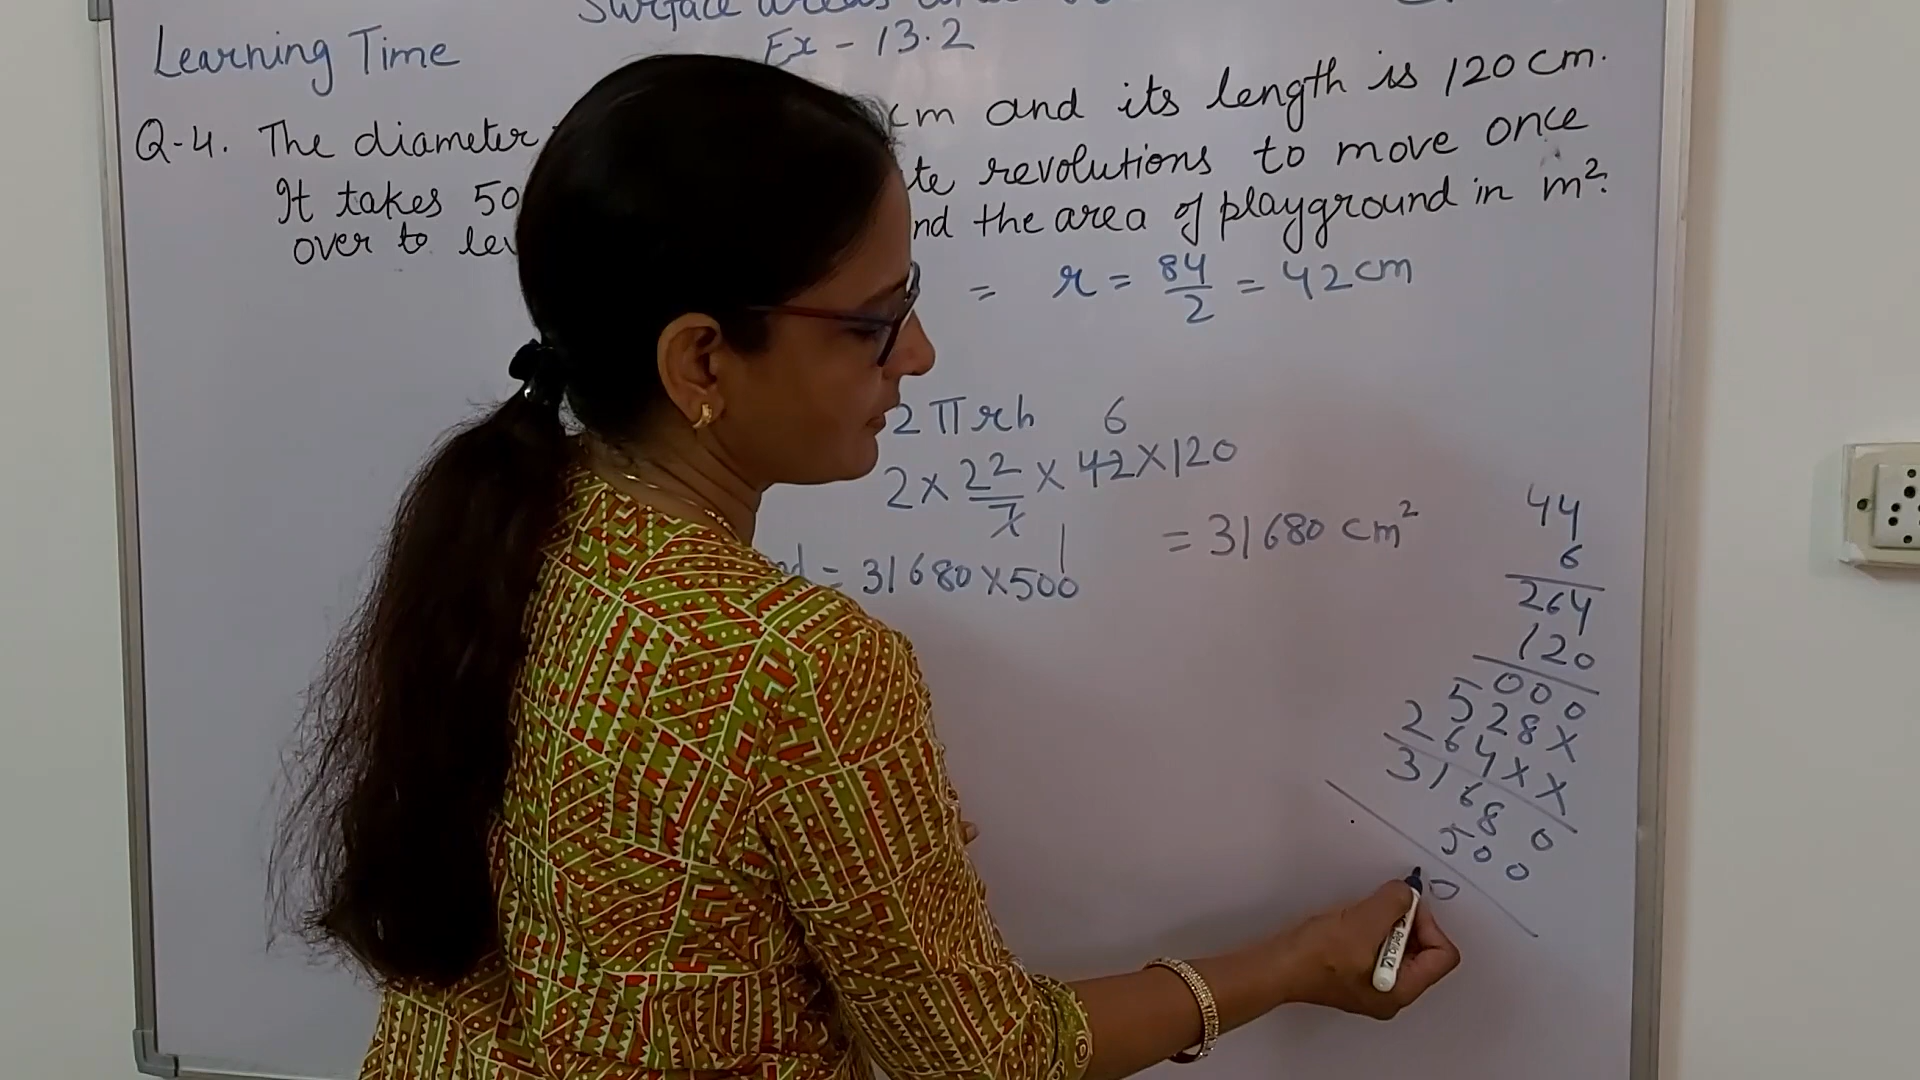 Surface areas
Learning Time
Ex - 13.2
Q-4. The diameter cm and its length is 120 cm.
It takes 50 te revolutions to move once
over to lev nd the area of playground in m²?
= r = 84/2 = 42 cm
2πrh
6
2 × 22/7 × 42 × 120
1
= 31680 cm²
d = 31680 × 500
44
6
264
120
000
528×
264××
31680
500
0